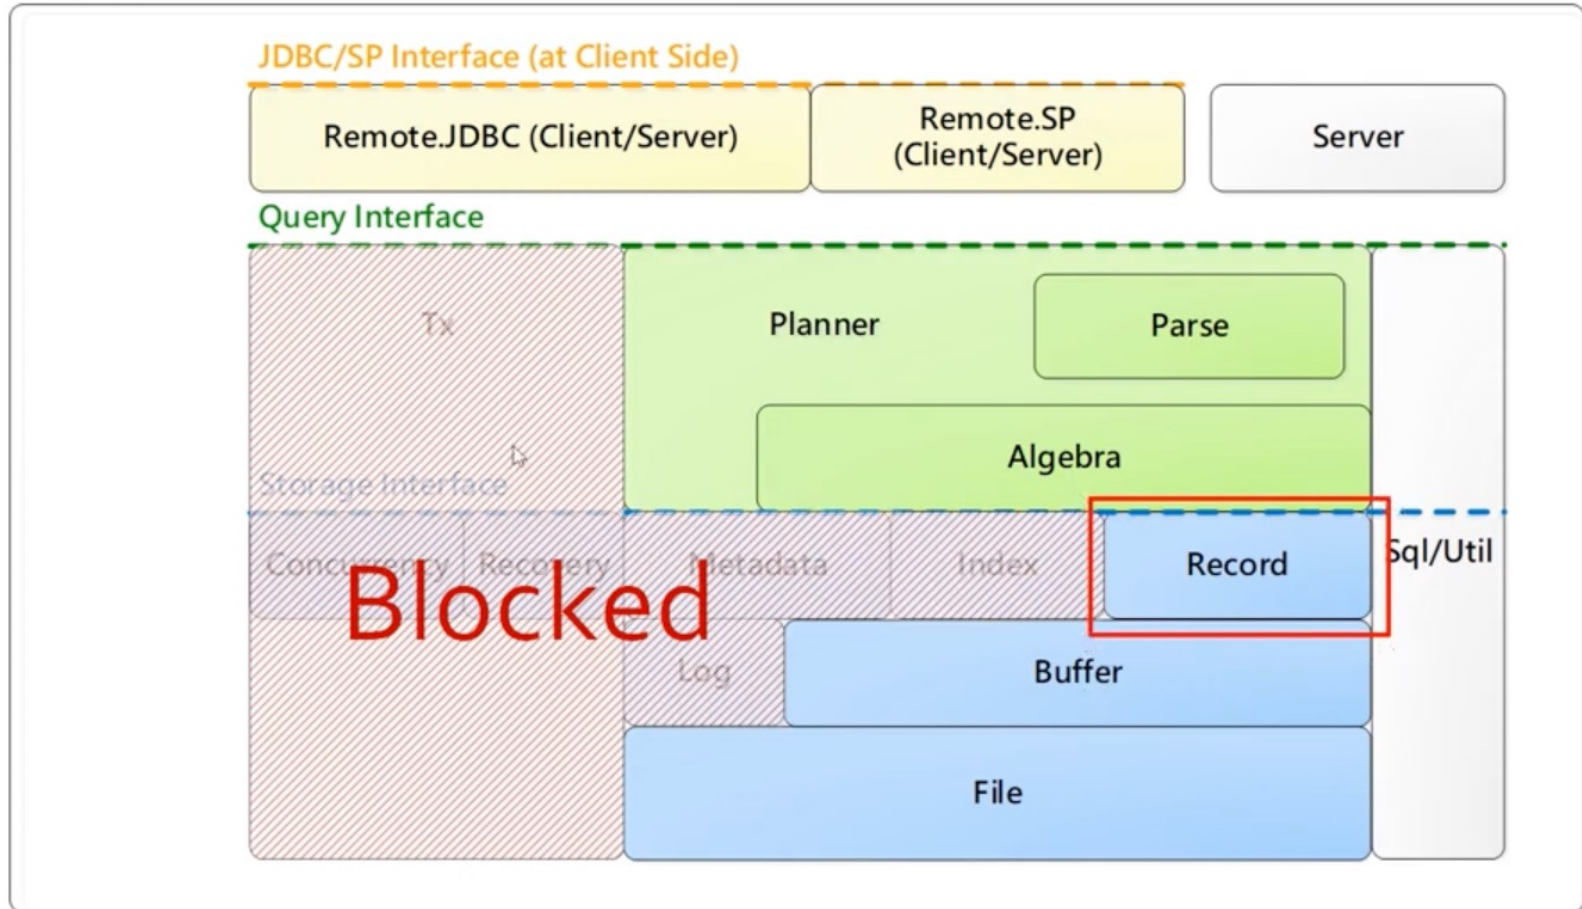 JDBC/SP Interface (at Client Side)
Remote.JDBC (Client/Server)
Remote.SP
(Client/Server)
Server
Query Interface
Tx
Planner
Parse
Algebra
Storage Interface
Concurrency
Recovery
Metadata
Index
Record
Sql/Util
Blocked
Log
Buffer
File